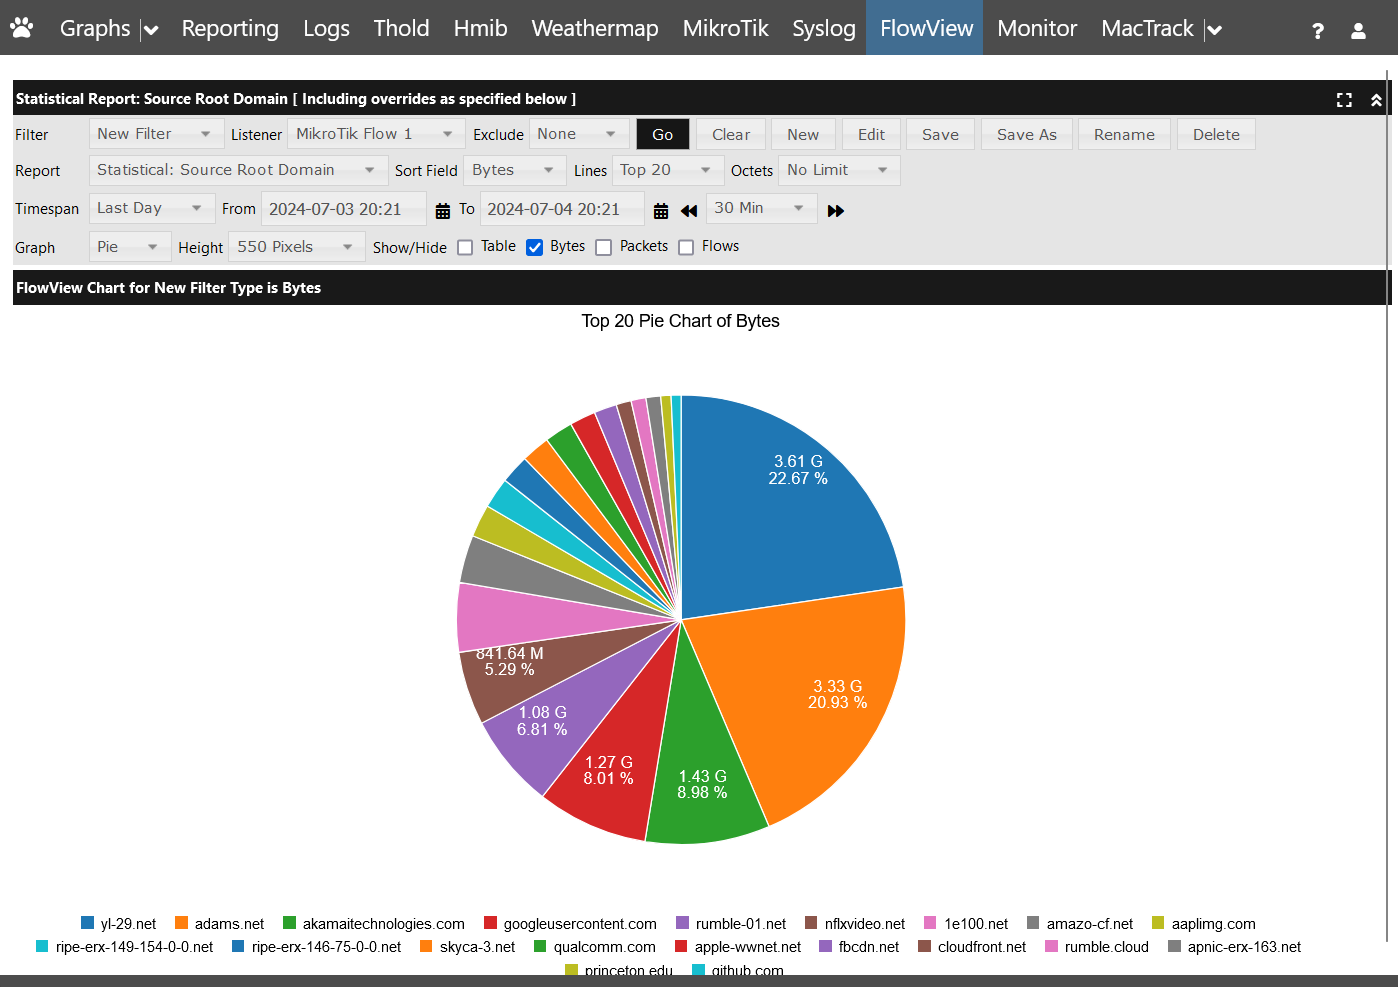 Graphs Reporting Logs Thold Hmib Weathermap MikroTik Syslog FlowView Monitor MacTrack ?
Statistical Report: Source Root Domain [ Including overrides as specified below ]
Filter New Filter Listener MikroTik Flow 1 Exclude None Go Clear New Edit Save Save As Rename Delete
Report Statistical: Source Root Domain Sort Field Bytes Lines Top 20 Octets No Limit
Timespan Last Day From 2024-07-03 20:21 To 2024-07-04 20:21 30 Min
Graph Pie Height 550 Pixels Show/Hide Table Bytes Packets Flows
FlowView Chart for New Filter Type is Bytes
Top 20 Pie Chart of Bytes
3.61 G
22.67 %
3.33 G
20.93 %
1.43 G
8.98 %
1.27 G
8.01 %
1.08 G
6.81 %
841.64 M
5.29 %
yl-29.net adams.net akamaitechnologies.com googleusercontent.com rumble-01.net nflxvideo.net 1e100.net amazo-cf.net aaplimg.com
ripe-erx-149-154-0-0.net ripe-erx-146-75-0-0.net skyca-3.net qualcomm.com apple-wwnet.net fbcdn.net cloudfront.net rumble.cloud apnic-erx-163.net
princeton.edu github.com